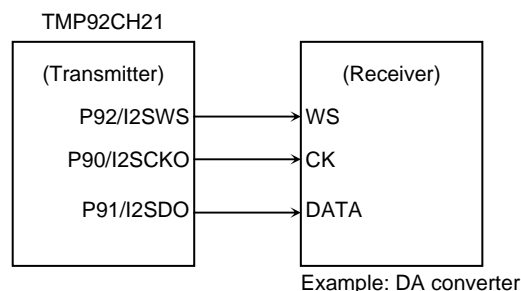 TMP92CH21
(Transmitter)
(Receiver)
P92/I2SWS
WS
P90/I2SCKO
CK
P91/I2SDO
DATA
Example: DA converter